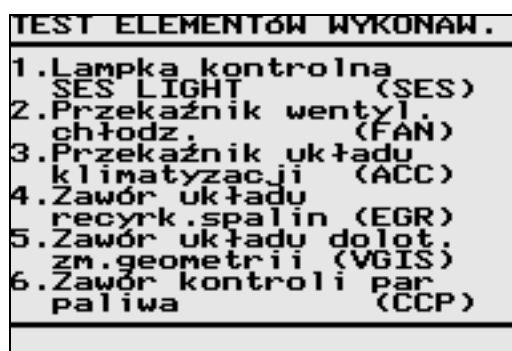 TEST ELEMENTóW WYKONAW.
1.Lampka kontrolna
SES LIGHT (SES)
2.Przekaźnik wentyl.
chłodz. (FAN)
3.Przekaźnik układu
klimatyzacji (ACC)
4.Zawór układu
recyrk.spalin (EGR)
5.Zawór układu dolot.
zm.geometrii (VGIS)
6.Zawór kontroli par
paliwa (CCP)